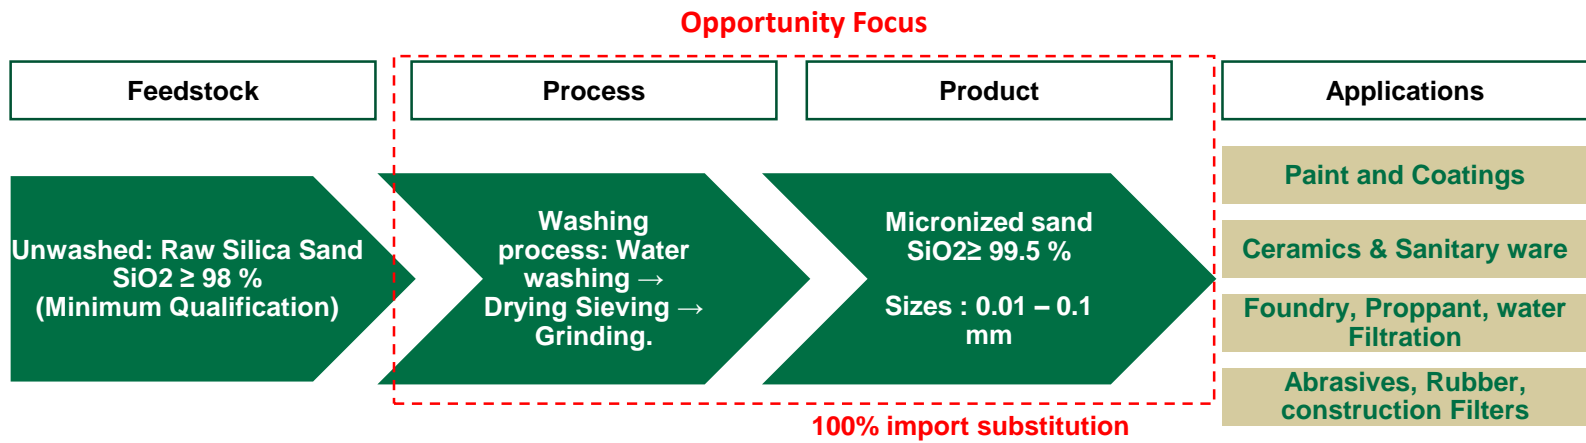 Opportunity Focus
Feedstock
Process
Product
Applications
Unwashed: Raw Silica Sand
SiO2 ≥ 98 %
(Minimum Qualification)
Washing
process: Water
washing →
Drying Sieving →
Grinding.
Micronized sand
SiO2≥ 99.5 %
Sizes : 0.01 – 0.1
mm
Paint and Coatings
Ceramics & Sanitary ware
Foundry, Proppant, water
Filtration
Abrasives, Rubber,
construction Filters
100% import substitution